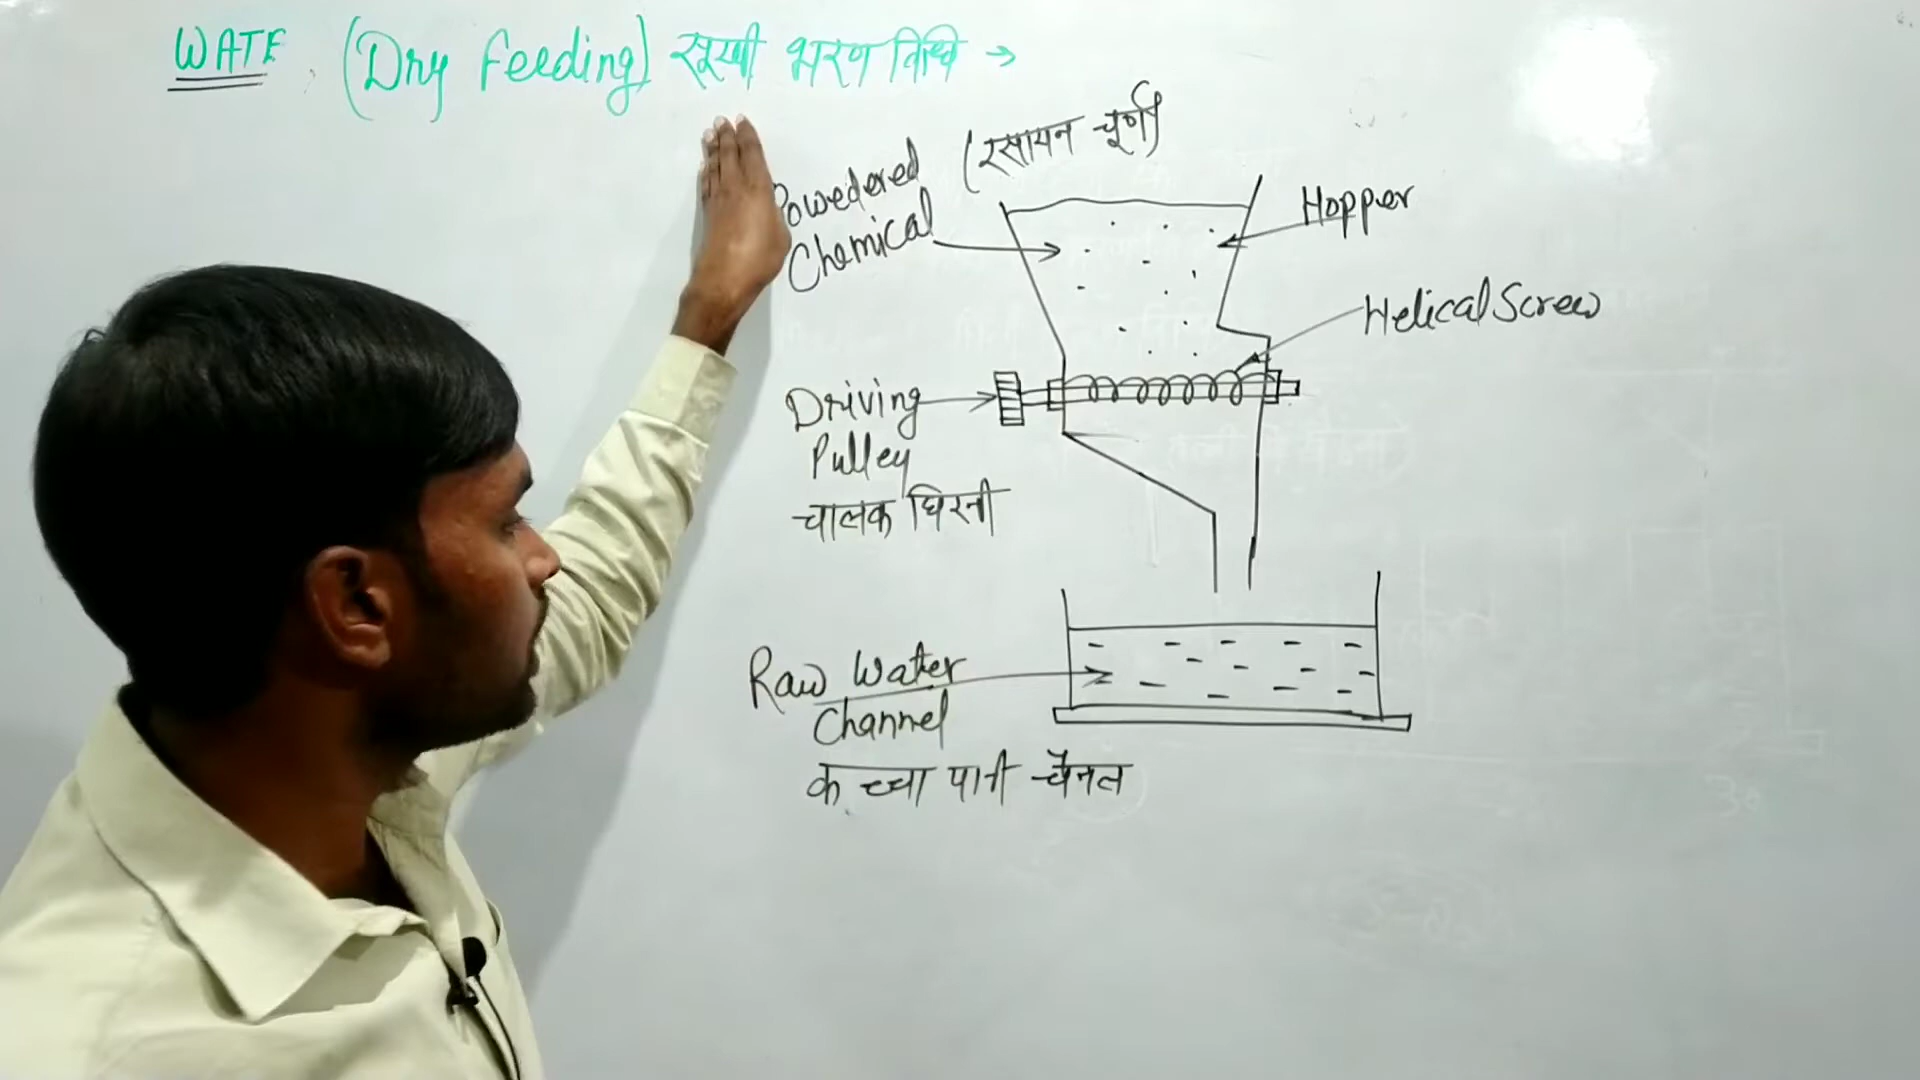 WATE (Dry feeding) सूखी भरण विधि →
(रसायन चूर्ण)
Powedered
Chemical
Hopper
Helical Screw
Driving
Pulley
चालक घिरनी
Raw Water
Channel
कच्चा पानी चैनल